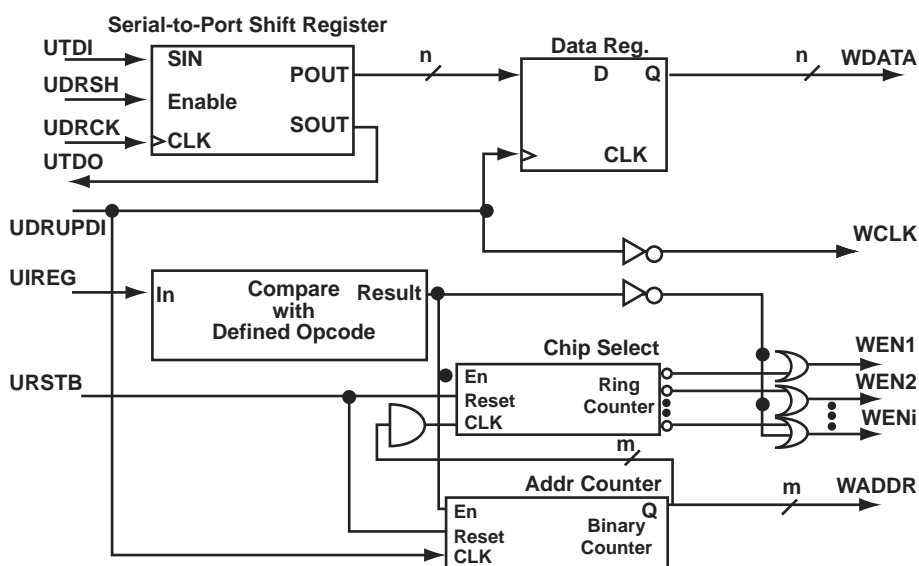 Serial-to-Port Shift Register
UTDI
SIN
UDRSH
Enable
UDRCK
CLK
UTDO
POUT
SOUT
n
Data Reg.
D Q
CLK
n
WDATA
UDRUPDI
WCLK
UIREG
In
Compare
with
Defined Opcode
Result
Chip Select
En
Reset
CLK
Ring
Counter
WEN1
WEN2
WENi
URSTB
m
Addr Counter
En
Reset
CLK
Q
Binary
Counter
m
WADDR